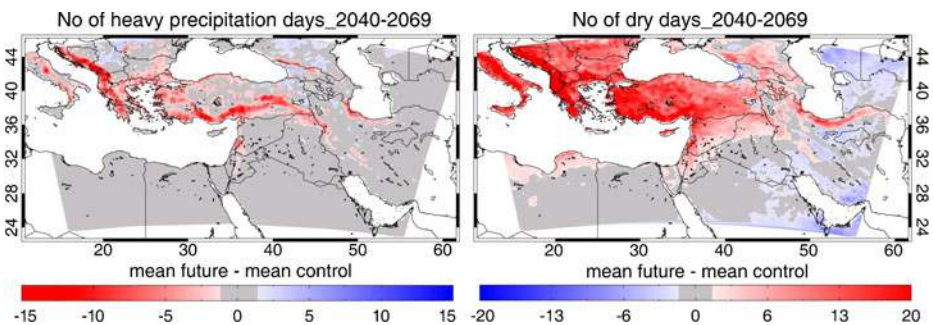 No of heavy precipitation days_2040-2069
No of dry days_2040-2069
44
40
36
32
28
24
44
40
36
32
28
24
20 30 40 50 60
20 30 40 50 60
mean future - mean control
mean future - mean control
-15 -10 -5 0 5 10 15
-20 -13 -6 0 6 13 20